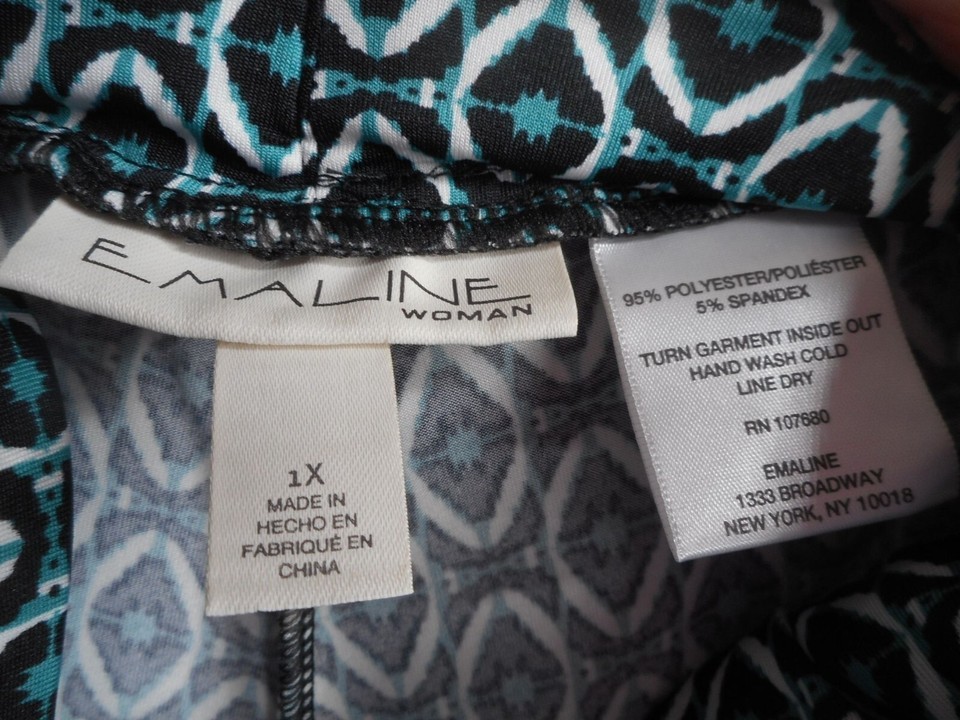 EMALINE
WOMAN
1X
MADE IN
HECHO EN
FABRIQUÉ EN
CHINA
95% POLYESTER/POLIÉSTER
5% SPANDEX
TURN GARMENT INSIDE OUT
HAND WASH COLD
LINE DRY
RN 107680
EMALINE
1333 BROADWAY
NEW YORK, NY 10018